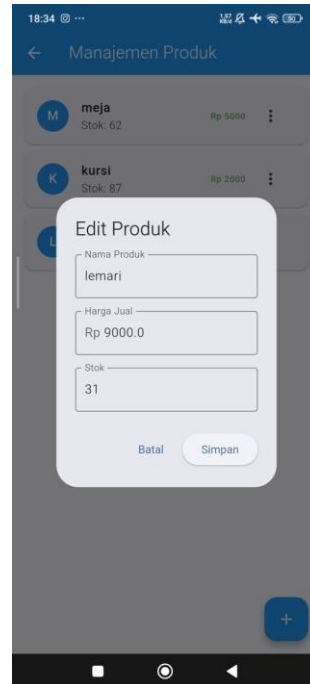 18:34
Manajemen Produk
M
meja
Stok: 62
Rp 5000
K
kursi
Stok: 87
Rp 2000
L
Edit Produk
Nama Produk
lemari
Harga Jual
Rp 9000.0
Stok
31
Batal
Simpan
+